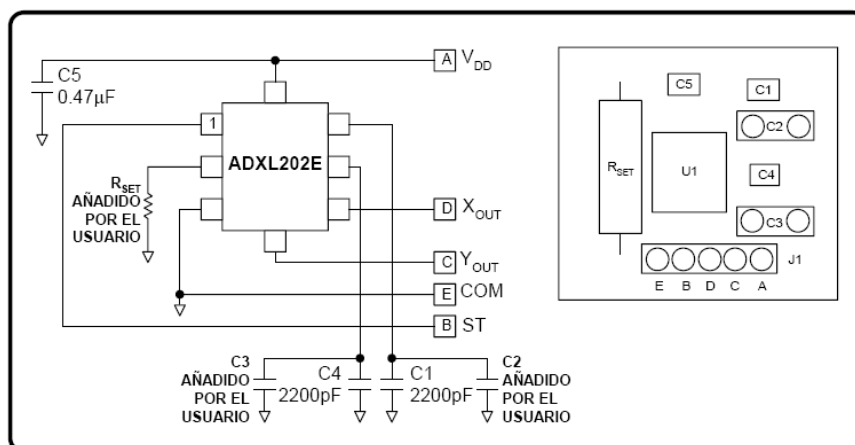 A V_DD
C5
0.47µF
1
ADXL202E
R_SET
AÑADIDO
POR EL
USUARIO
D X_OUT
C Y_OUT
E COM
B ST
C3
AÑADIDO
POR EL
USUARIO
C4
2200pF
C1
2200pF
C2
AÑADIDO
POR EL
USUARIO
C5
C1
C2
R_SET
U1
C4
C3
J1
E B D C A